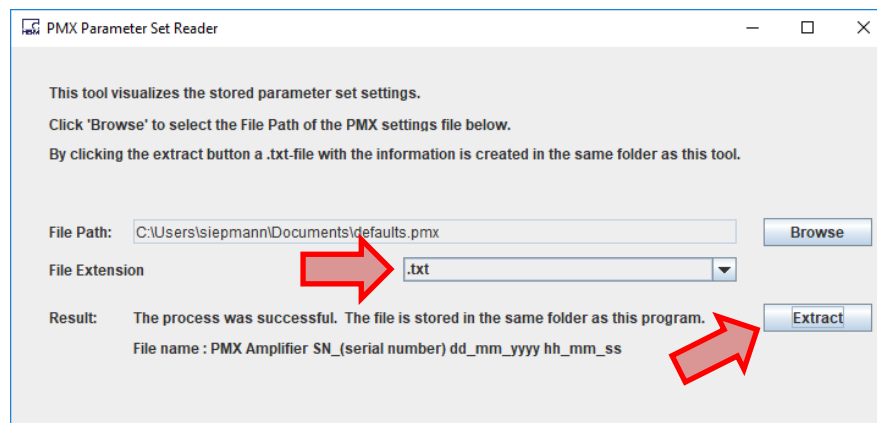 HBM PMX Parameter Set Reader
This tool visualizes the stored parameter set settings.
Click 'Browse' to select the File Path of the PMX settings file below.
By clicking the extract button a .txt-file with the information is created in the same folder as this tool.
File Path: C:\Users\siepmann\Documents\defaults.pmx Browse
File Extension .txt
Result: The process was successful. The file is stored in the same folder as this program. Extract
File name : PMX Amplifier SN_(serial number) dd_mm_yyyy hh_mm_ss